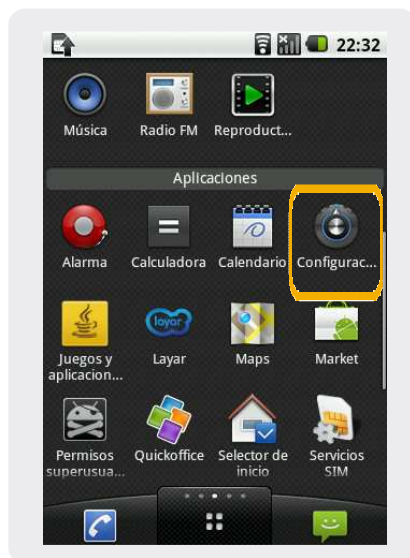 22:32
Música Radio FM Reproduct...
Aplicaciones
Alarma Calculadora Calendario Configurac...
layar
Juegos y Layar Maps Market
aplicacion...
Permisos Quickoffice Selector de Servicios
superusua... inicio SIM